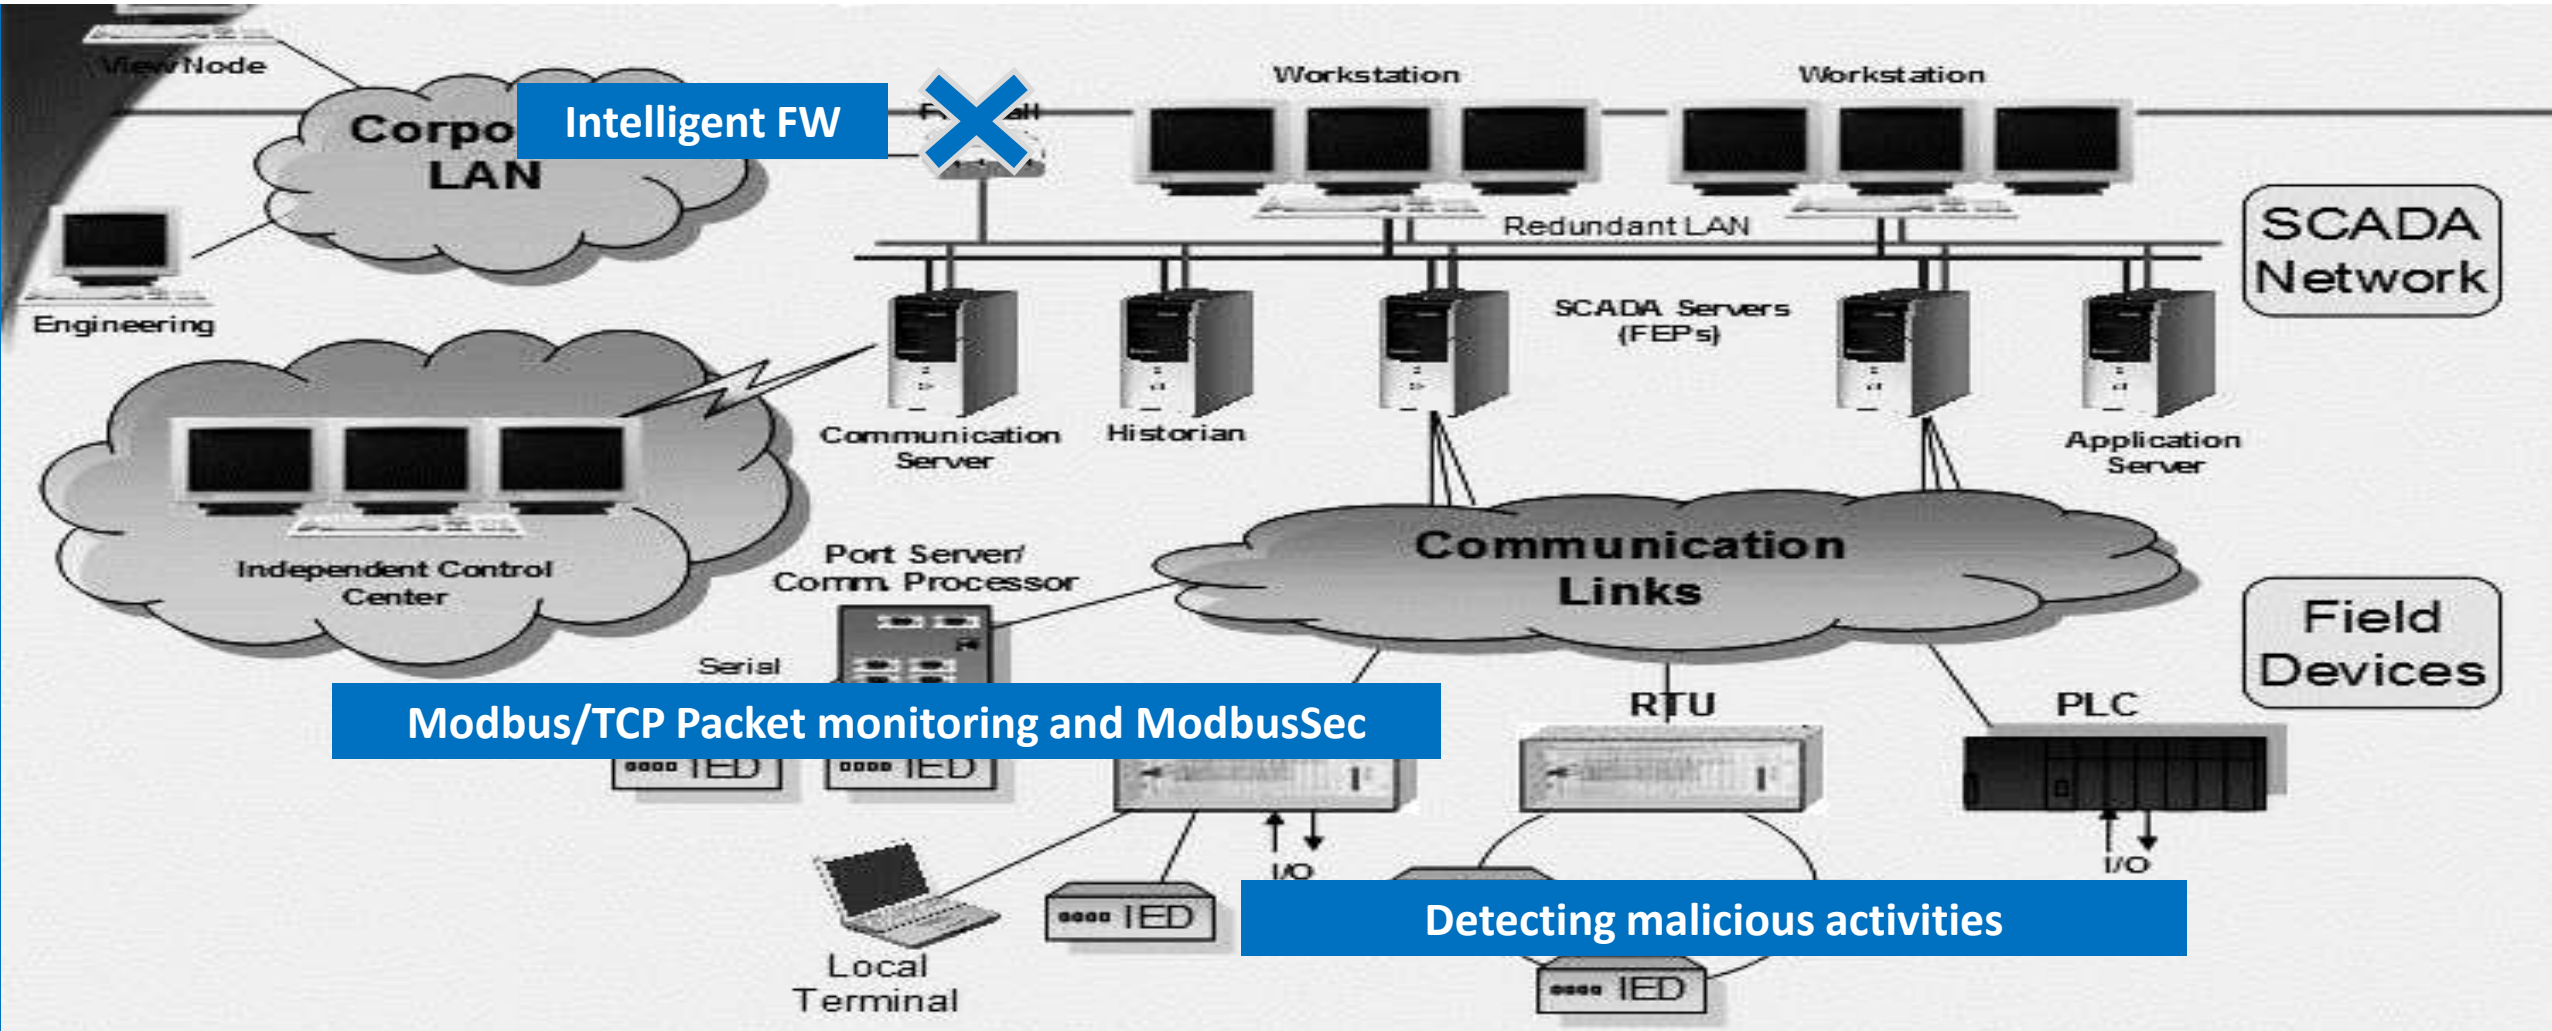 View Node
Intelligent FW
Workstation
Workstation
LAN
Redundant LAN
SCADA
Network
Engineering
SCADA Servers
(FEPs)
Communication
Server
Historian
Application
Server
Independent Control
Center
Port Server/
Comm. Processor
Communication
Links
Field
Devices
Serial
RTU
PLC
Modbus/TCP Packet monitoring and ModbusSec
IED
IED
I/O
I/O
IED
Detecting malicious activities
Local
Terminal
IED